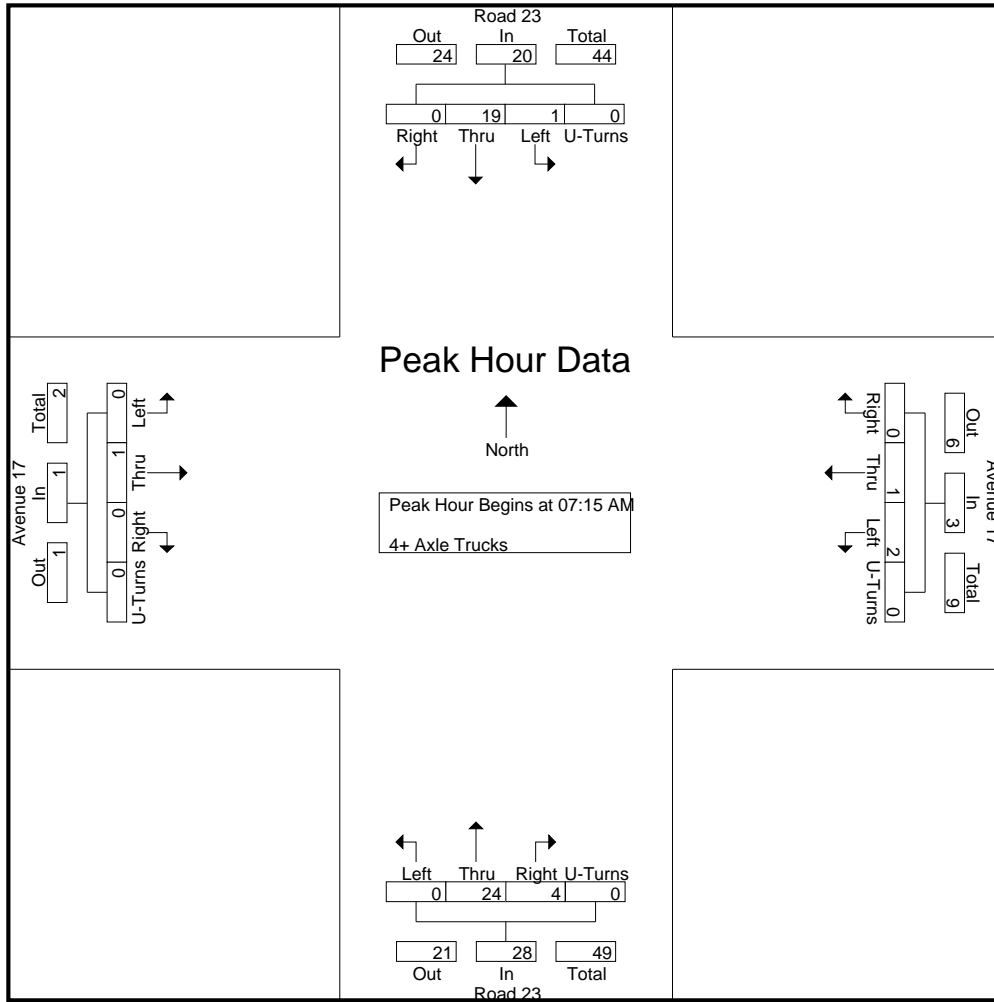 Road 23
Out In Total
24 20 44
0 19 1 0
Right Thru Left U-Turns
Peak Hour Data
North
Peak Hour Begins at 07:15 AM
4+ Axle Trucks
Avenue 17
Out In Total
1 1 2
Left Thru Right U-Turns
0 1 0 0
Avenue 17
Out In Total
6 3 9
Right Thru Left U-Turns
0 1 2 0
Left Thru Right U-Turns
0 24 4 0
21 28 49
Out In Total
Road 23